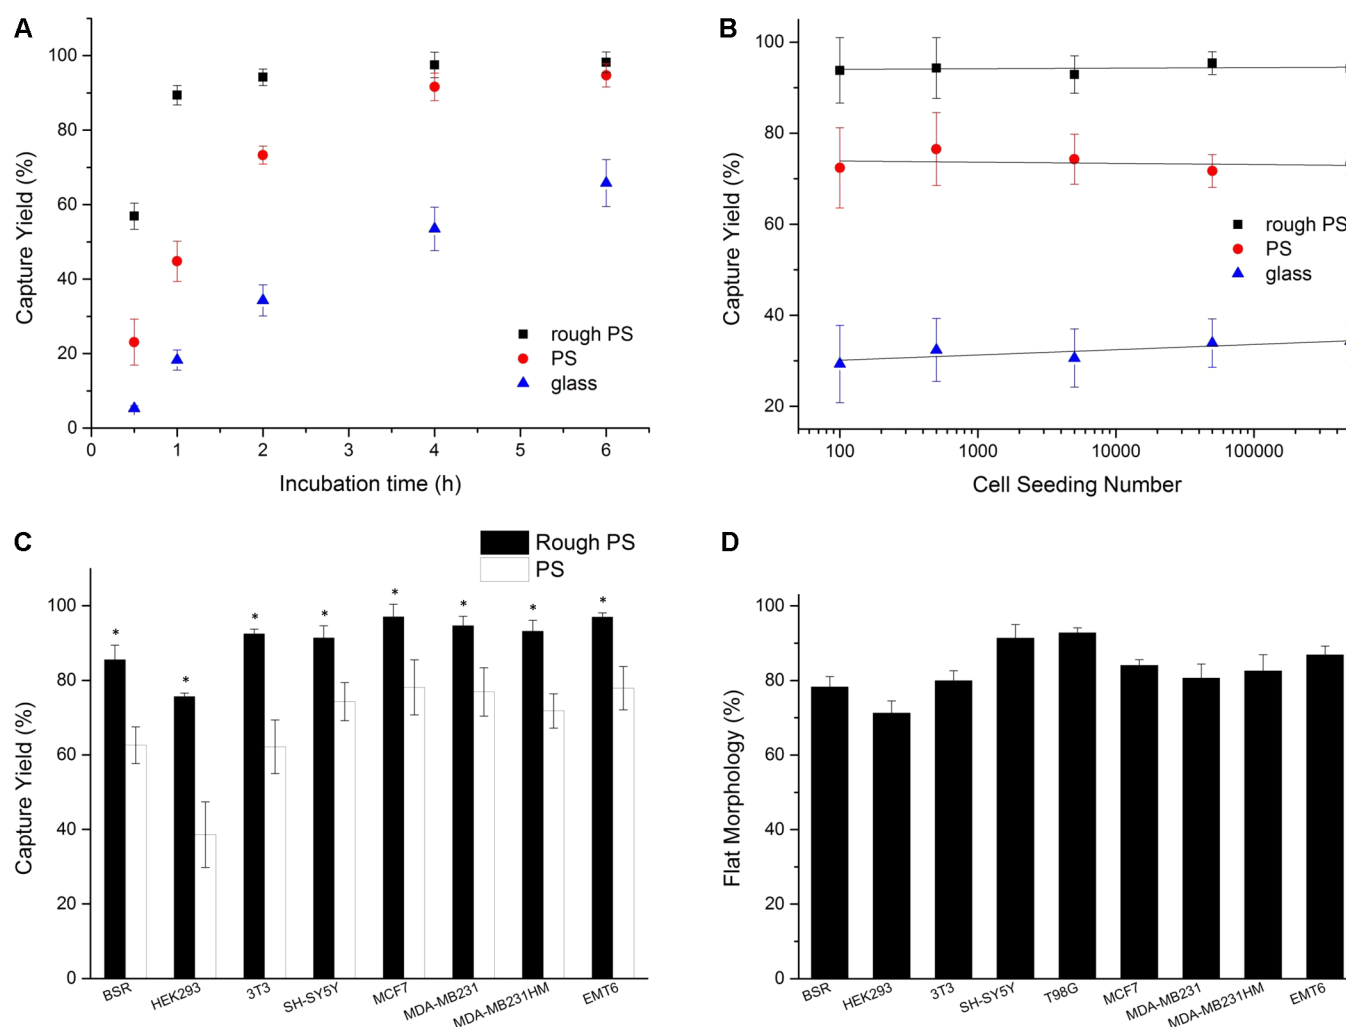 A
100
80
60
40
20
0
Capture Yield (%)
rough PS
PS
glass
0 1 2 3 4 5 6
Incubation time (h)
B
100
80
60
40
20
Capture Yield (%)
rough PS
PS
glass
100 1000 10000 100000
Cell Seeding Number
C
Rough PS
PS
100
80
60
40
20
0
Capture Yield (%)
* * * * * * * *
BSR HEK293 3T3 SH-SY5Y MCF7 MDA-MB231 MDA-MB231HM EMT6
D
100
80
60
40
20
0
Flat Morphology (%)
BSR HEK293 3T3 SH-SY5Y T98G MCF7 MDA-MB231 MDA-MB231HM EMT6